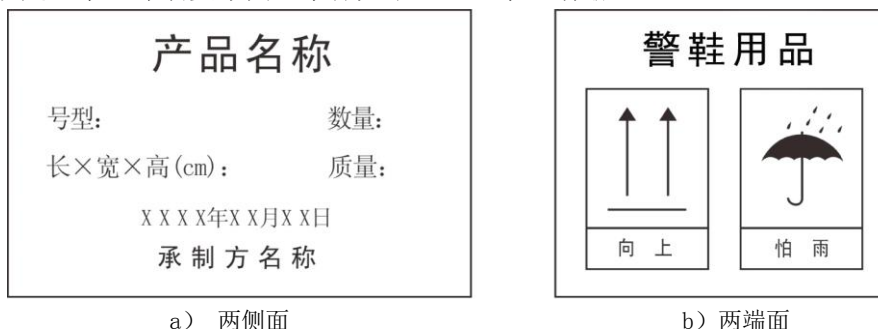 产品名称
号型:
数量:
长×宽×高(cm):
质量:
XXXX年XX月XX日
承制方名称
a) 两侧面
警鞋用品
向上
怕雨
b) 两端面